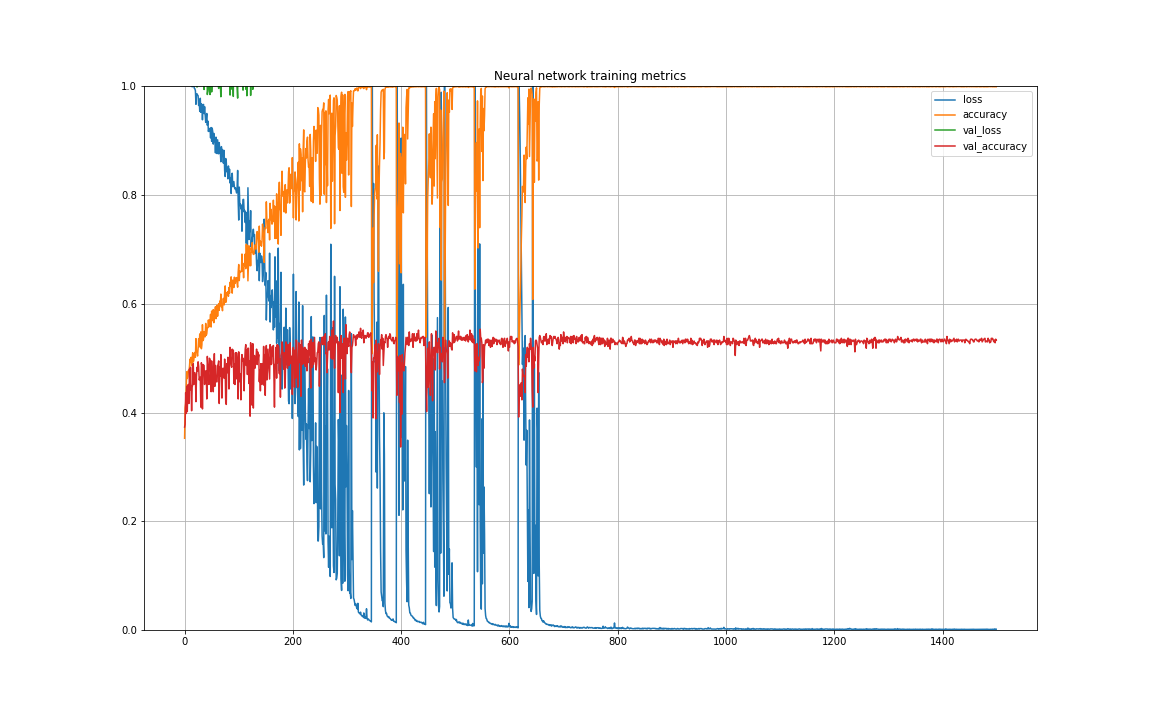 Neural network training metrics
1.0
0.8
0.6
0.4
0.2
0.0
loss
accuracy
val_loss
val_accuracy
0 200 400 600 800 1000 1200 1400